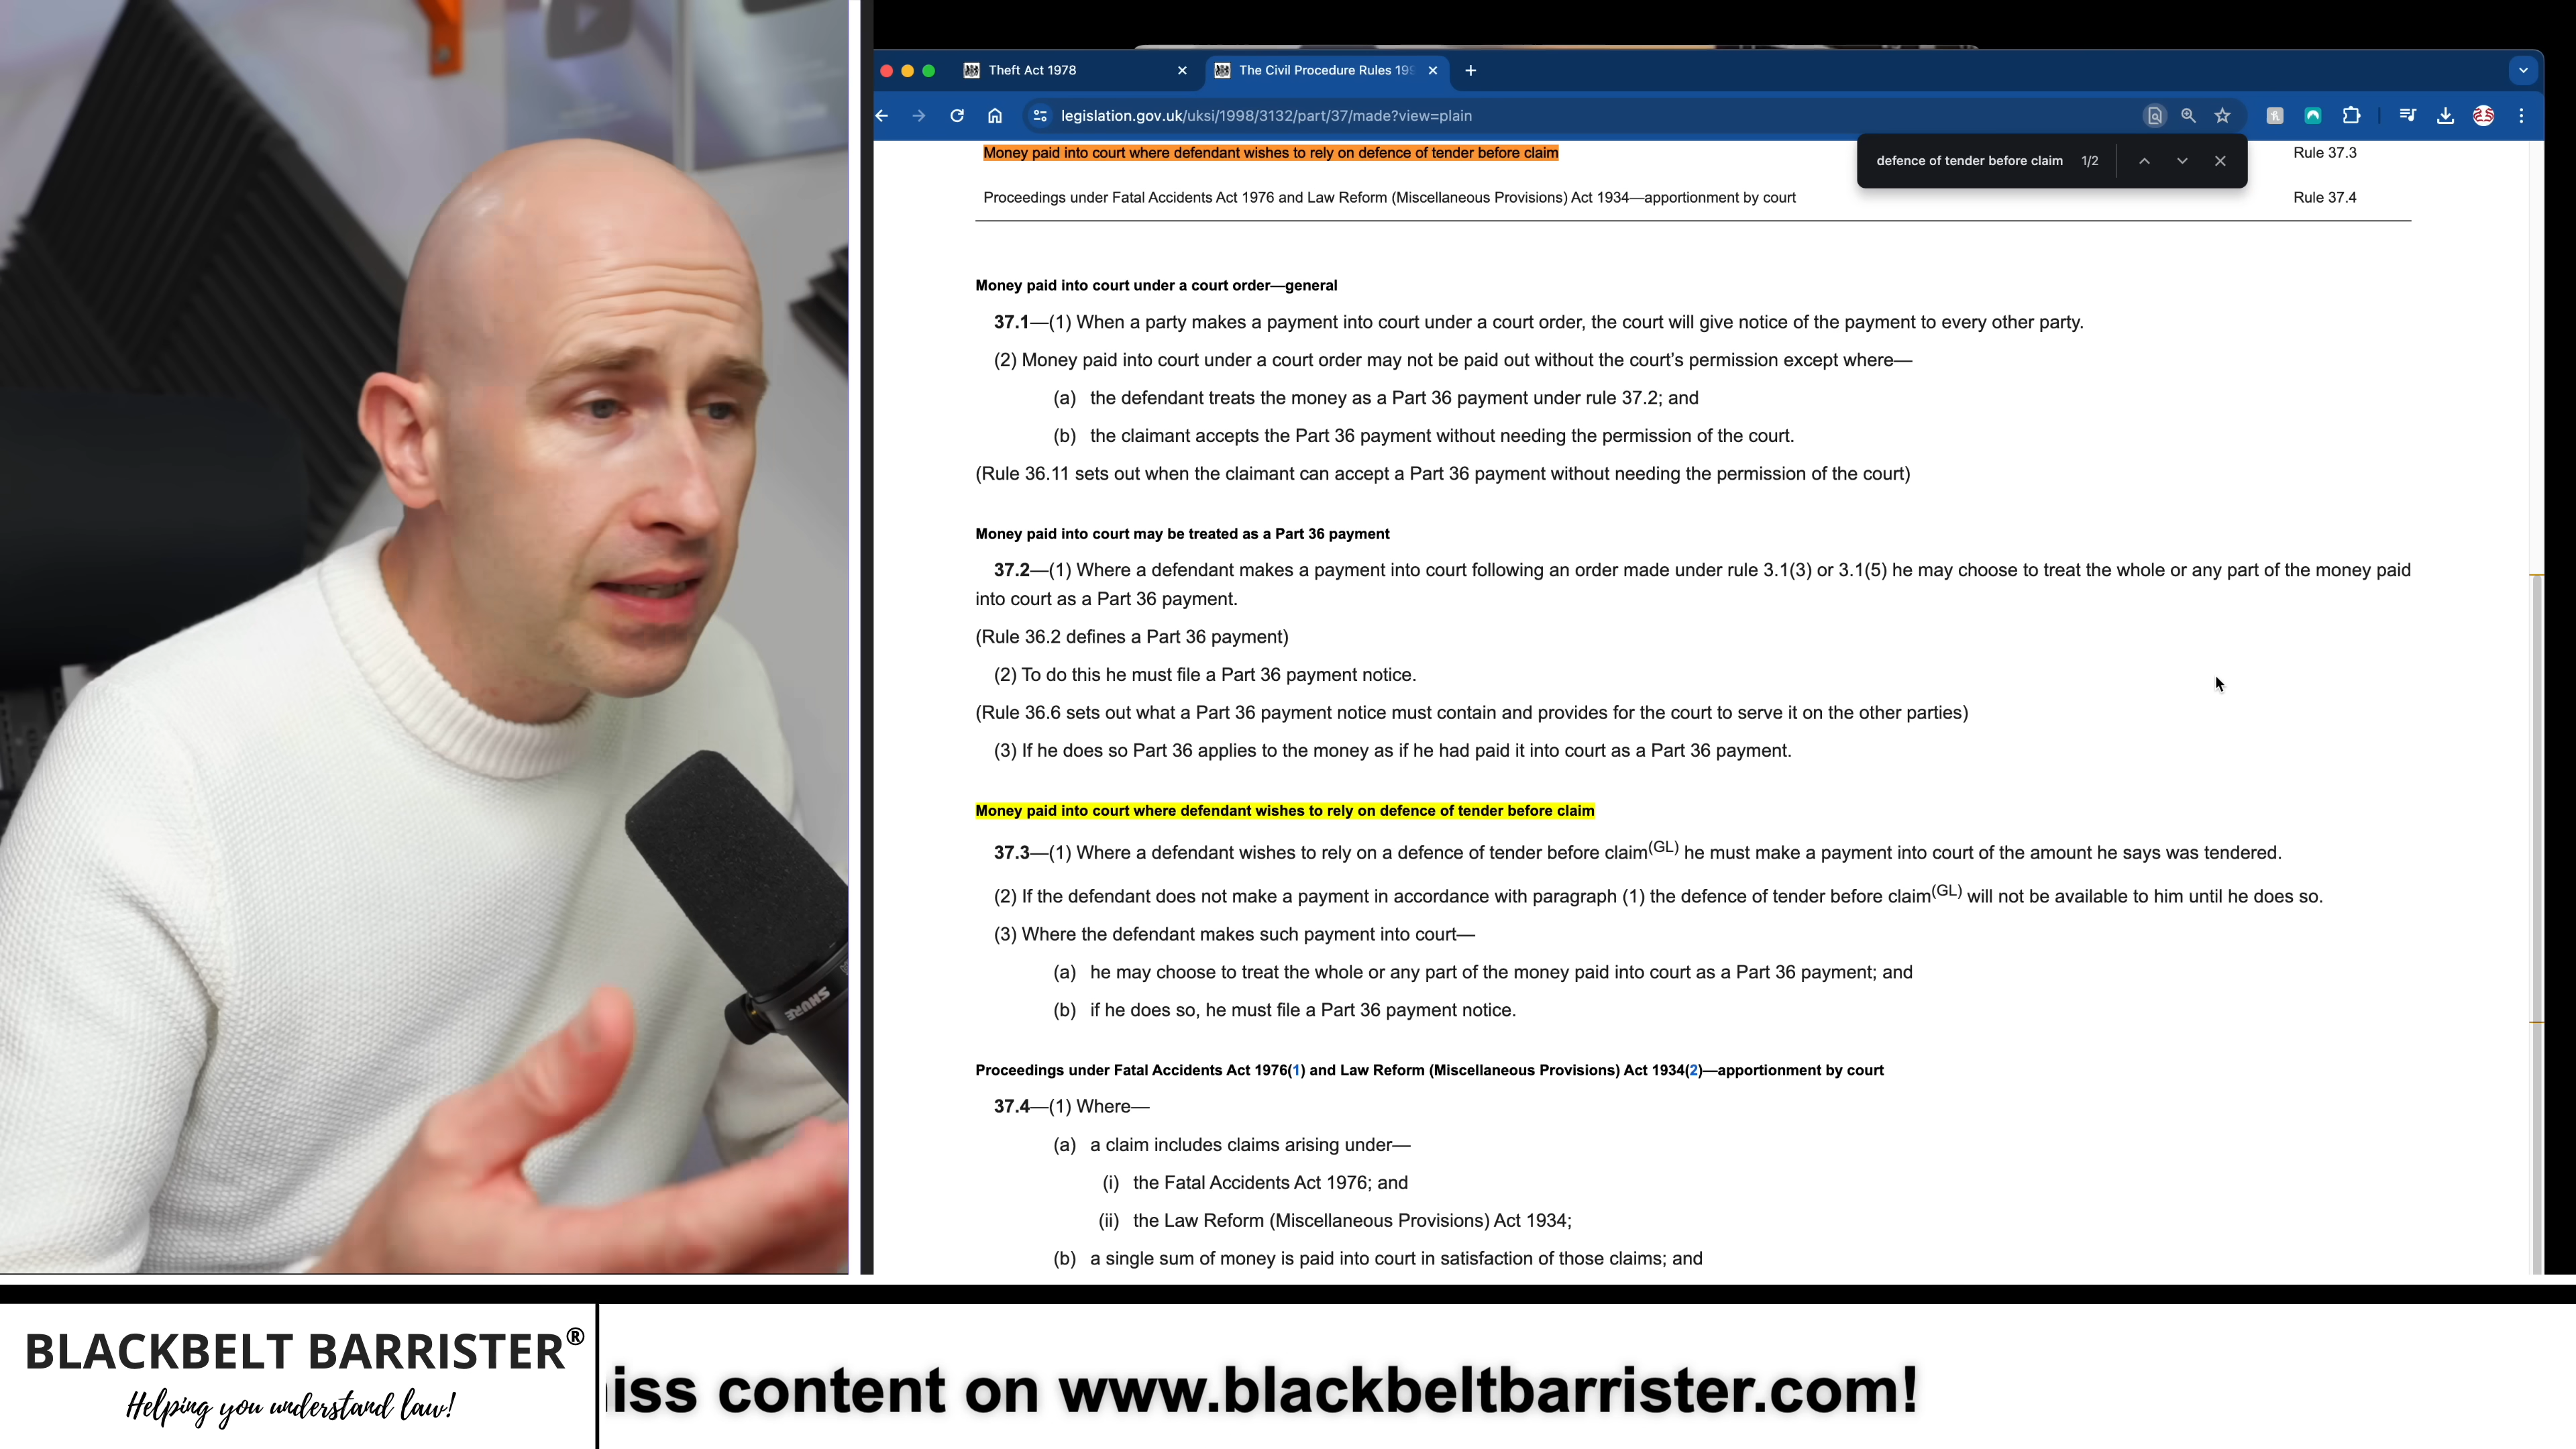 Theft Act 1978
The Civil Procedure Rules 199
legislation.gov.uk/uksi/1998/3132/part/37/made?view=plain
defence of tender before claim 1/2
Money paid into court where defendant wishes to rely on defence of tender before claim Rule 37.3
Proceedings under Fatal Accidents Act 1976 and Law Reform (Miscellaneous Provisions) Act 1934—apportionment by court Rule 37.4
Money paid into court under a court order—general
37.1—(1) When a party makes a payment into court under a court order, the court will give notice of the payment to every other party.
(2) Money paid into court under a court order may not be paid out without the court's permission except where—
(a) the defendant treats the money as a Part 36 payment under rule 37.2; and
(b) the claimant accepts the Part 36 payment without needing the permission of the court.
(Rule 36.11 sets out when the claimant can accept a Part 36 payment without needing the permission of the court)
Money paid into court may be treated as a Part 36 payment
37.2—(1) Where a defendant makes a payment into court following an order made under rule 3.1(3) or 3.1(5) he may choose to treat the whole or any part of the money paid
into court as a Part 36 payment.
(Rule 36.2 defines a Part 36 payment)
(2) To do this he must file a Part 36 payment notice.
(Rule 36.6 sets out what a Part 36 payment notice must contain and provides for the court to serve it on the other parties)
(3) If he does so Part 36 applies to the money as if he had paid it into court as a Part 36 payment.
Money paid into court where defendant wishes to rely on defence of tender before claim
37.3—(1) Where a defendant wishes to rely on a defence of tender before claim(GL) he must make a payment into court of the amount he says was tendered.
(2) If the defendant does not make a payment in accordance with paragraph (1) the defence of tender before claim(GL) will not be available to him until he does so.
(3) Where the defendant makes such payment into court—
(a) he may choose to treat the whole or any part of the money paid into court as a Part 36 payment; and
(b) if he does so, he must file a Part 36 payment notice.
Proceedings under Fatal Accidents Act 1976(1) and Law Reform (Miscellaneous Provisions) Act 1934(2)—apportionment by court
37.4—(1) Where—
(a) a claim includes claims arising under—
(i) the Fatal Accidents Act 1976; and
(ii) the Law Reform (Miscellaneous Provisions) Act 1934;
(b) a single sum of money is paid into court in satisfaction of those claims; and
SHURE
BLACKBELT BARRISTER®
Helping you understand law!
iss content on www.blackbeltbarrister.com!